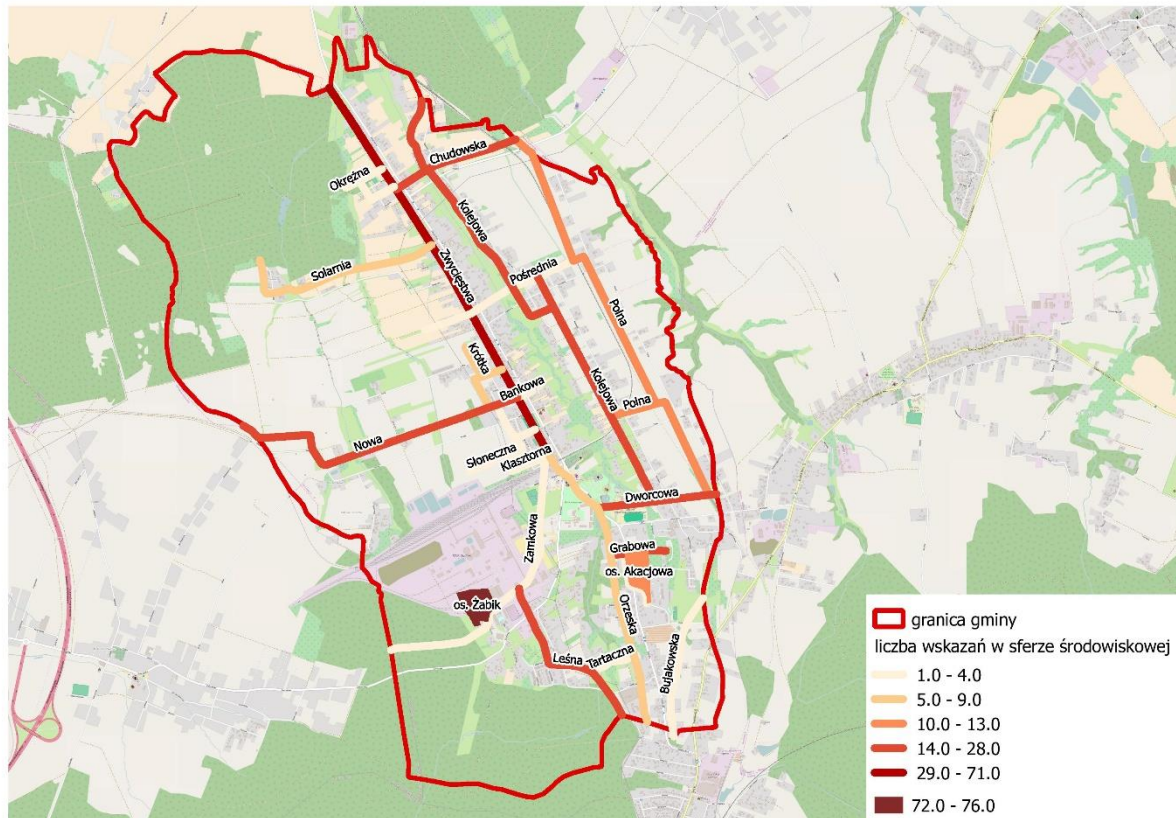 Chudowska
Okrężna
Kolejowa
Zwycięstwa
Solarnia
Pośrednia
Polna
Krótka
Bankowa
Kolejowa
Polna
Nowa
Słoneczna
Klasztorna
Dworcowa
Zamkowa
Grabowa
os. Akacjowa
os. Żabik
Orzeska
Leśna
Tartaczna
Bujakowska
granica gminy
liczba wskazań w sferze środowiskowej
1.0 - 4.0
5.0 - 9.0
10.0 - 13.0
14.0 - 28.0
29.0 - 71.0
72.0 - 76.0